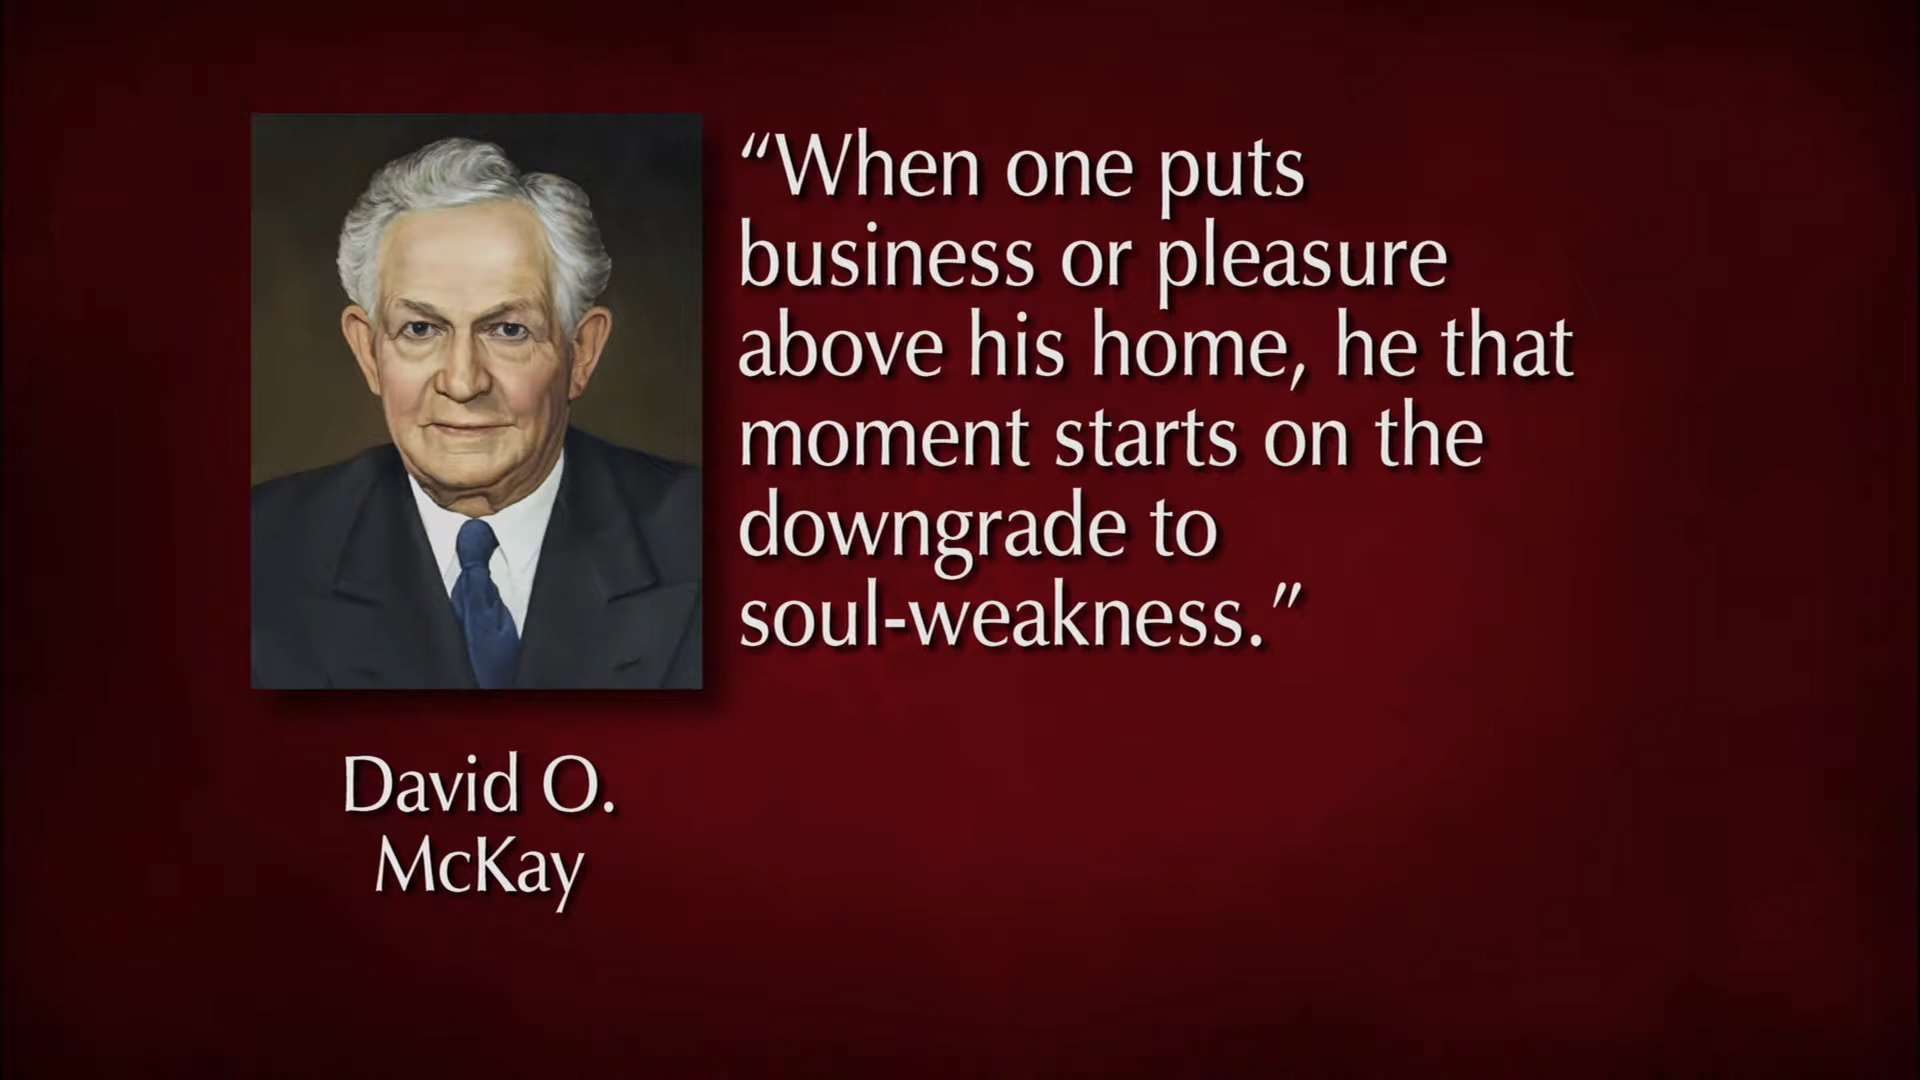 “When one puts
business or pleasure
above his home, he that
moment starts on the
downgrade to
soul-weakness.”
David O.
McKay